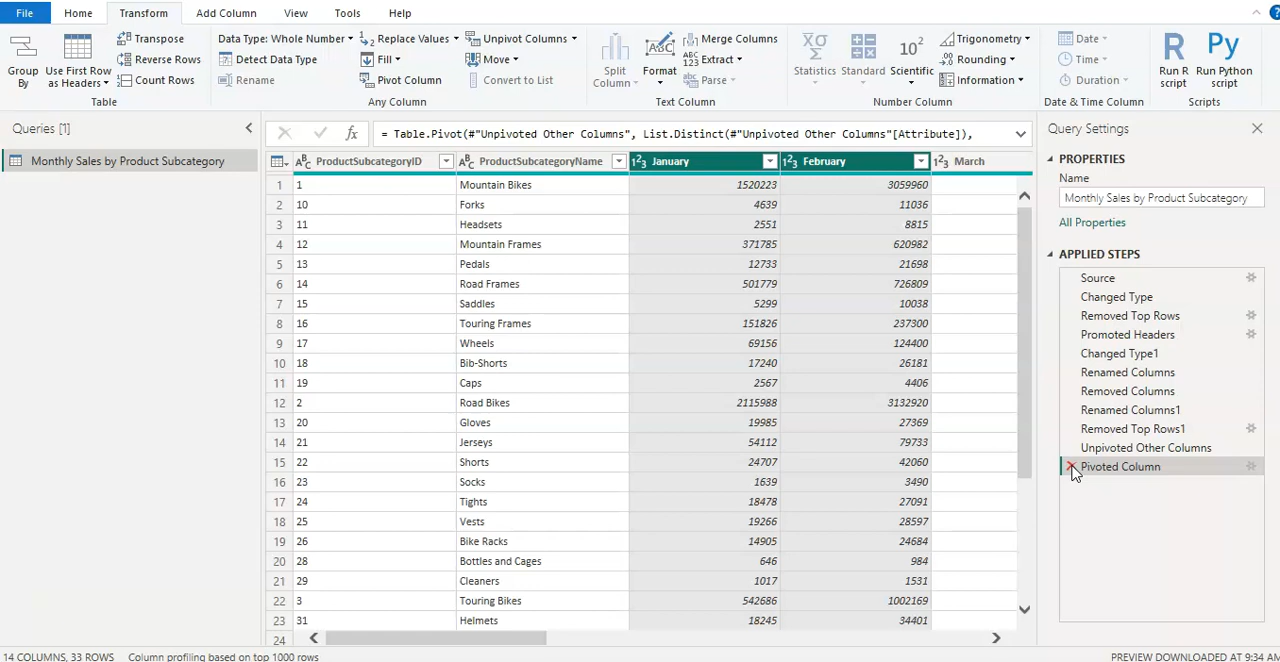 File Home Transform Add Column View Tools Help
Group By
Use First Row as Headers
Transpose
Reverse Rows
Count Rows
Table
Data Type: Whole Number
Detect Data Type
Rename
Replace Values
Fill
Pivot Column
Unpivot Columns
Move
Convert to List
Any Column
Split Column
ABC
Format
Merge Columns
ABC 123 Extract
abc Parse
Text Column
Statistics
Standard
10²
Scientific
Trigonometry
Rounding
Information
Number Column
Date
Time
Duration
Date & Time Column
R
Run R script
Py
Run Python script
Scripts
Queries [1]
Monthly Sales by Product Subcategory
fx = Table.Pivot(#"Unpivoted Other Columns", List.Distinct(#"Unpivoted Other Columns"[Attribute]),
ABC ProductSubcategoryID ABC ProductSubcategoryName 123 January 123 February 123 March
1 1 Mountain Bikes 1520223 3059960
2 10 Forks 4639 11036
3 11 Headsets 2551 8815
4 12 Mountain Frames 371785 620982
5 13 Pedals 12733 21698
6 14 Road Frames 501779 726809
7 15 Saddles 5299 10038
8 16 Touring Frames 151826 237300
9 17 Wheels 69156 124400
10 18 Bib-Shorts 17240 26181
11 19 Caps 2567 4406
12 2 Road Bikes 2115988 3132920
13 20 Gloves 19985 27369
14 21 Jerseys 54112 79733
15 22 Shorts 24707 42060
16 23 Socks 1639 3490
17 24 Tights 18478 27091
18 25 Vests 19266 28597
19 26 Bike Racks 14905 24684
20 28 Bottles and Cages 646 984
21 29 Cleaners 1017 1531
22 3 Touring Bikes 542686 1002169
23 31 Helmets 18245 34401
24
Query Settings
PROPERTIES
Name
Monthly Sales by Product Subcategory
All Properties
APPLIED STEPS
Source
Changed Type
Removed Top Rows
Promoted Headers
Changed Type1
Renamed Columns
Removed Columns
Renamed Columns1
Removed Top Rows1
Unpivoted Other Columns
Pivoted Column
14 COLUMNS, 33 ROWS Column profiling based on top 1000 rows
PREVIEW DOWNLOADED AT 9:34 AM